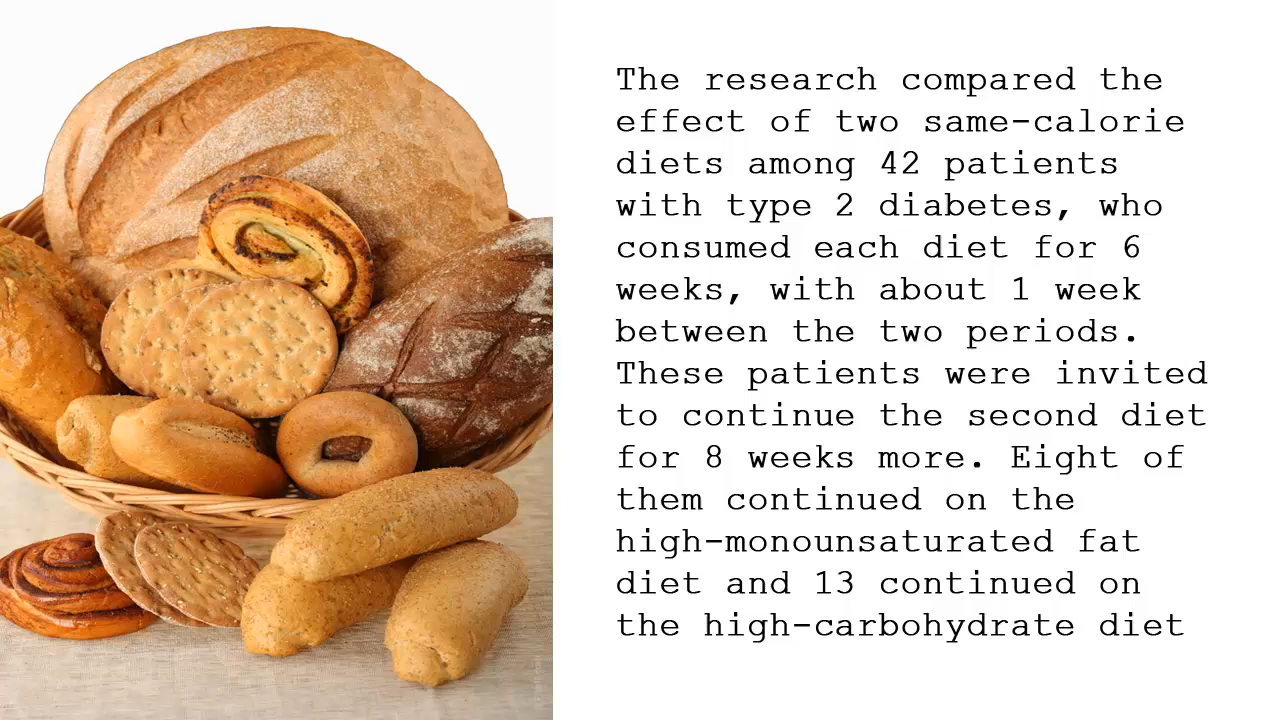 The research compared the
effect of two same-calorie
diets among 42 patients
with type 2 diabetes, who
consumed each diet for 6
weeks, with about 1 week
between the two periods.
These patients were invited
to continue the second diet
for 8 weeks more. Eight of
them continued on the
high-monounsaturated fat
diet and 13 continued on
the high-carbohydrate diet